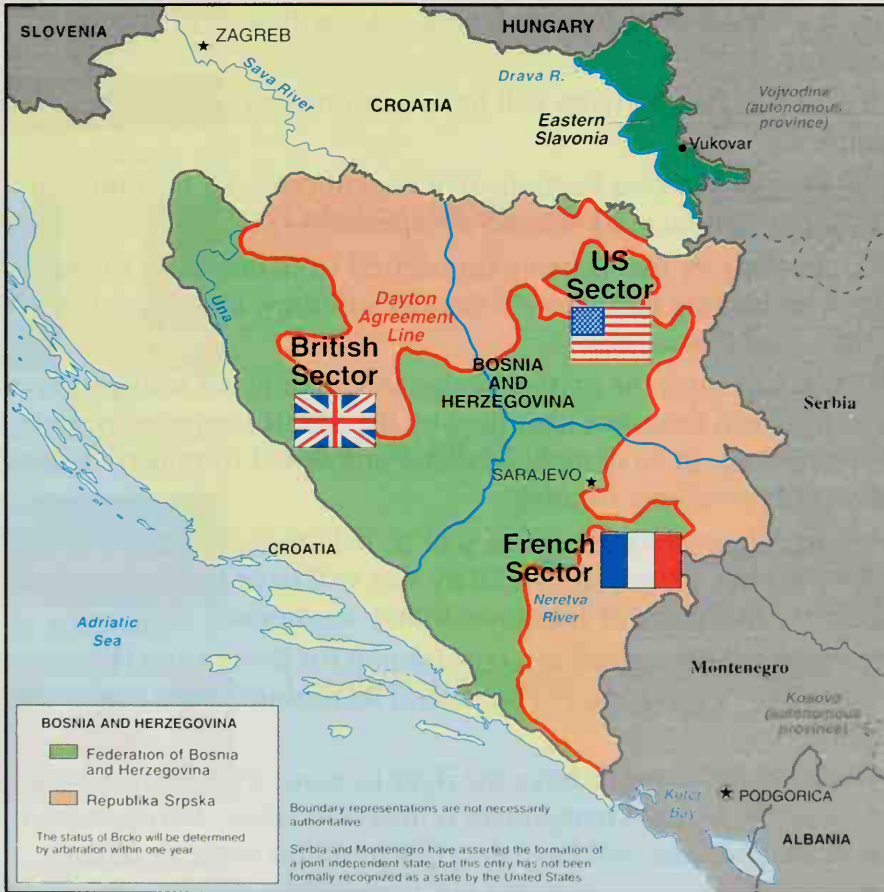 SLOVENIA
ZAGREB
Sava River
HUNGARY
Drava R.
CROATIA
Eastern
Slavonia
Vojvodina
(autonomous
province)
Vukovar
Una
Dayton
Agreement
Line
US
Sector
British
Sector
BOSNIA
AND
HERZEGOVINA
Serbia
SARAJEVO
French
Sector
CROATIA
Neretva
River
Adriatic
Sea
Montenegro
Kosovo
(autonomous
province)
BOSNIA AND HERZEGOVINA
Federation of Bosnia
and Herzegovina
Republika Srpska
The status of Brcko will be determined
by arbitration within one year
Boundary representations are not necessarily
authoritative
Serbia and Montenegro have asserted the formation of
a joint independent state, but this entry has not been
formally recognized as a state by the United States
Kotor
Bay
PODGORICA
ALBANIA